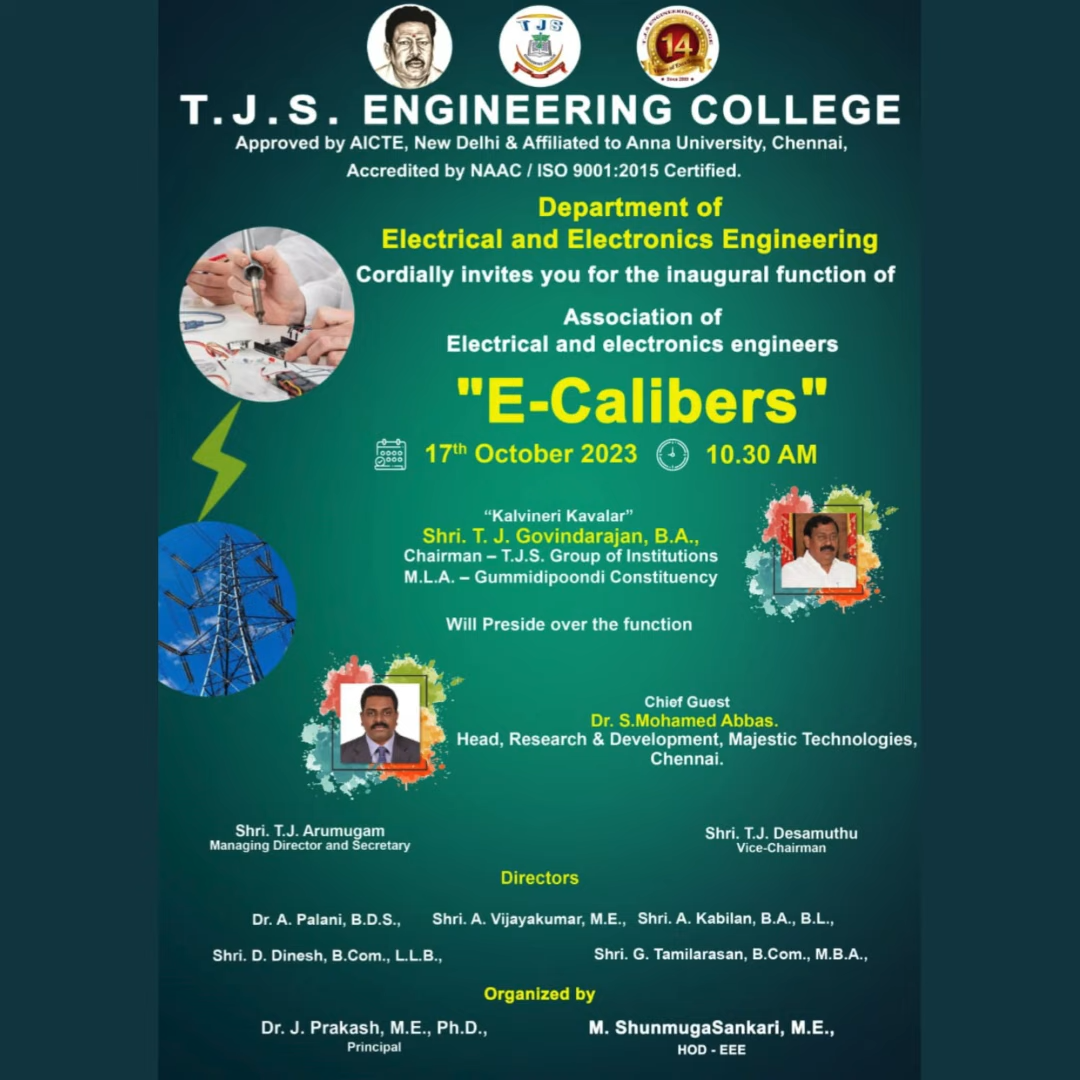 T J S
T.J.S ENGINEERING COLLEGE
14
Since 2009
T.J.S. ENGINEERING COLLEGE
Approved by AICTE, New Delhi & Affiliated to Anna University, Chennai,
Accredited by NAAC / ISO 9001:2015 Certified.
Department of
Electrical and Electronics Engineering
Cordially invites you for the inaugural function of
Association of
Electrical and electronics engineers
"E-Calibers"
17th October 2023 10.30 AM
“Kalvineri Kavalar”
Shri. T. J. Govindarajan, B.A.,
Chairman – T.J.S. Group of Institutions
M.L.A. – Gummidipoondi Constituency
Will Preside over the function
Chief Guest
Dr. S.Mohamed Abbas.
Head, Research & Development, Majestic Technologies,
Chennai.
Shri. T.J. Arumugam
Managing Director and Secretary
Shri. T.J. Desamuthu
Vice-Chairman
Directors
Dr. A. Palani, B.D.S., Shri. A. Vijayakumar, M.E., Shri. A. Kabilan, B.A., B.L.,
Shri. D. Dinesh, B.Com., L.L.B., Shri. G. Tamilarasan, B.Com., M.B.A.,
Organized by
Dr. J. Prakash, M.E., Ph.D.,
Principal
M. ShunmugaSankari, M.E.,
HOD - EEE